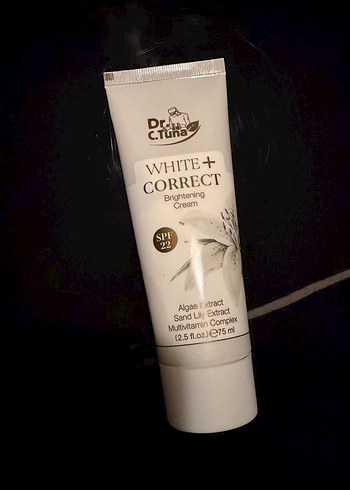 Dr.
C.Tuna
WHITE+
CORRECT
Brightening
Cream
SPF
22
Algae Extract
Sand Lily Extract
Multivitamin Complex
(2.5 fl.oz.)℮75 ml